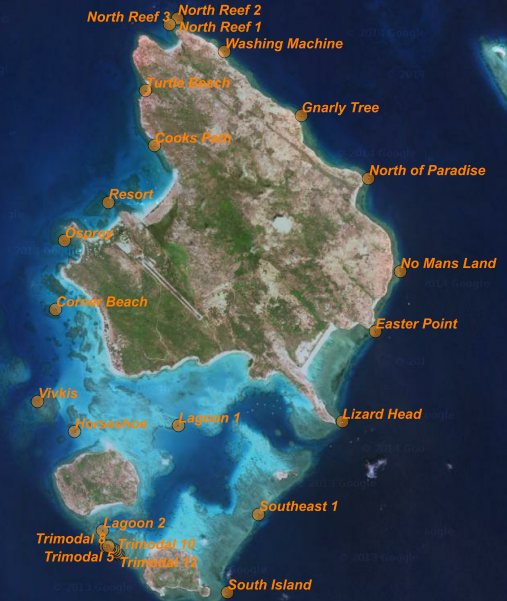 North Reef 2
North Reef 3
North Reef 1
Washing Machine
Turtle Beach
Gnarly Tree
Cooks Path
North of Paradise
Resort
Osprey
No Mans Land
Corner Beach
Easter Point
Vivkis
Horseshoe
Lagoon 1
Lizard Head
Southeast 1
Lagoon 2
Trimodal 8
Trimodal 10
Trimodal 5
Trimodal 12
South Island